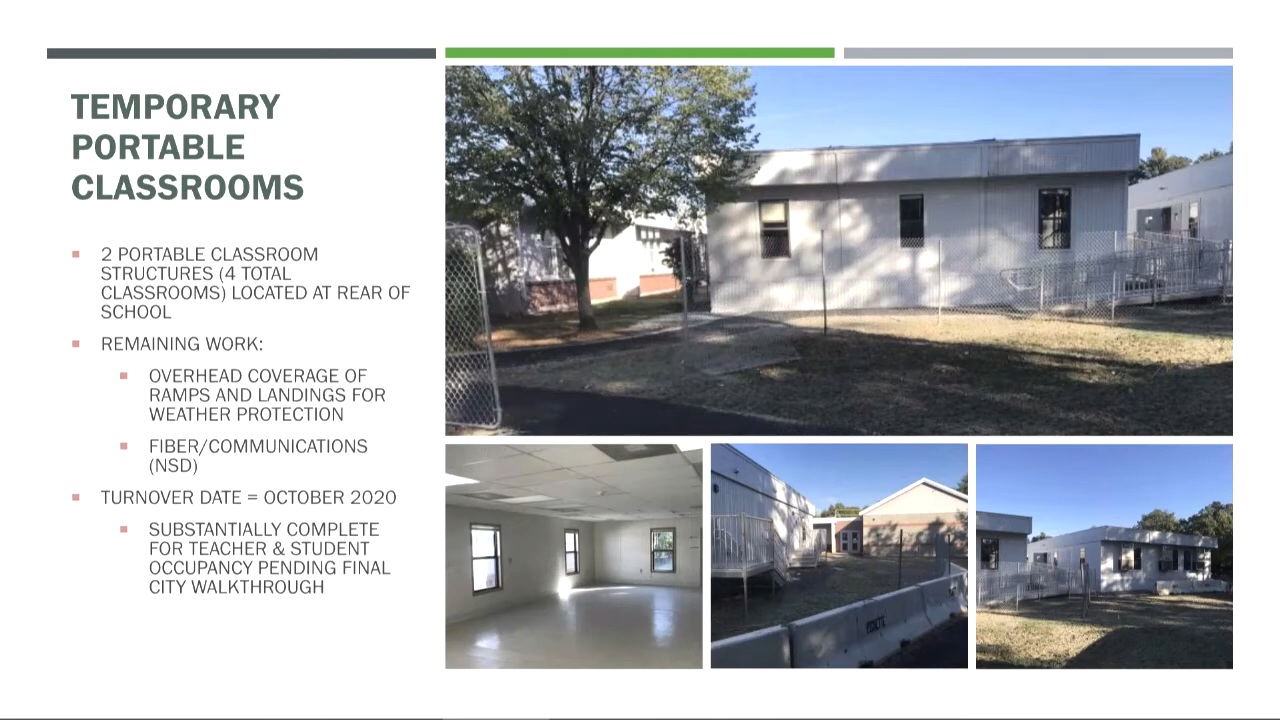 TEMPORARY
PORTABLE
CLASSROOMS
2 PORTABLE CLASSROOM
STRUCTURES (4 TOTAL
CLASSROOMS) LOCATED AT REAR OF
SCHOOL
REMAINING WORK:
OVERHEAD COVERAGE OF
RAMPS AND LANDINGS FOR
WEATHER PROTECTION
FIBER/COMMUNICATIONS
(NSD)
TURNOVER DATE = OCTOBER 2020
SUBSTANTIALLY COMPLETE
FOR TEACHER & STUDENT
OCCUPANCY PENDING FINAL
CITY WALKTHROUGH